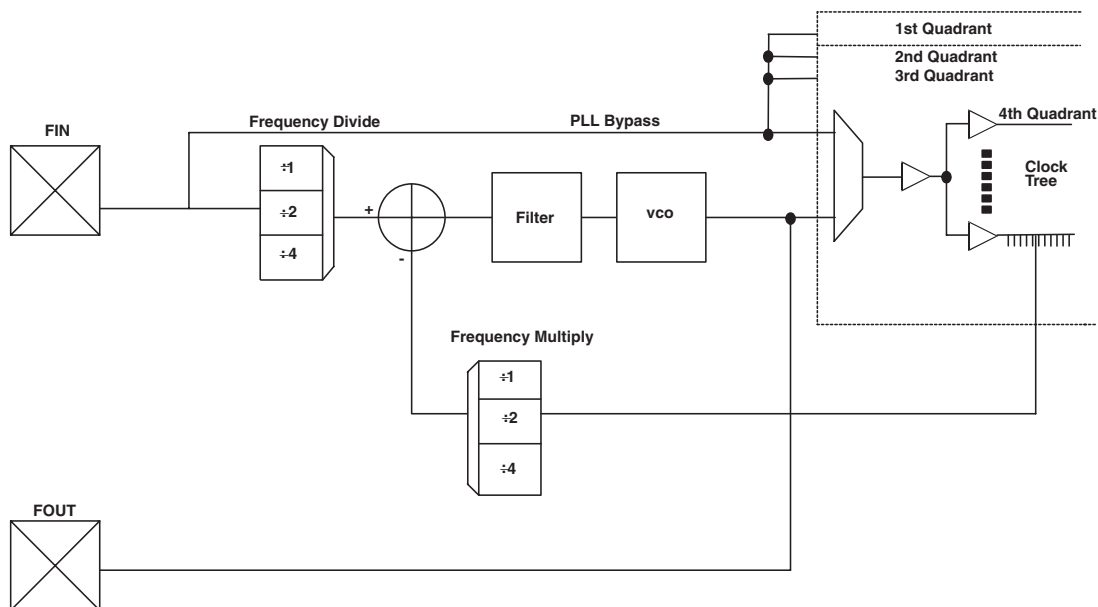 1st Quadrant
2nd Quadrant
3rd Quadrant
4th Quadrant
FIN
Frequency Divide
PLL Bypass
÷1
÷2
÷4
+
-
Filter
vco
Clock
Tree
Frequency Multiply
÷1
÷2
÷4
FOUT